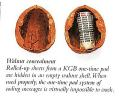 Walnut concealment
Rolled-up sheets from a KGB one-time pad
are hidden in an empty walnut shell. When
used properly, the one-time pad system of
coding messages is virtually impossible to crack.